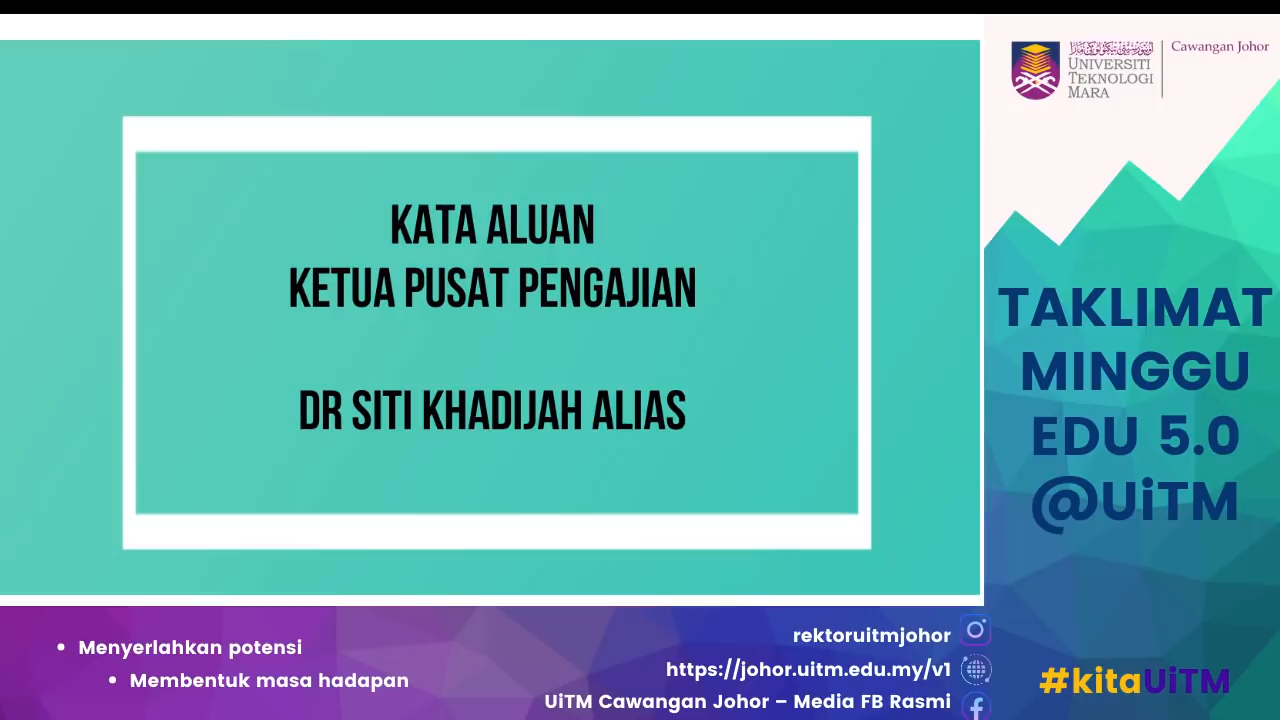 KATA ALUAN
KETUA PUSAT PENGAJIAN
DR SITI KHADIJAH ALIAS
UNIVERSITI
TEKNOLOGI
MARA
Cawangan Johor
TAKLIMAT
MINGGU
EDU 5.0
@UiTM
• Menyerlahkan potensi
• Membentuk masa hadapan
rektoruitmjohor
https://johor.uitm.edu.my/v1
UiTM Cawangan Johor – Media FB Rasmi
#kitaUiTM